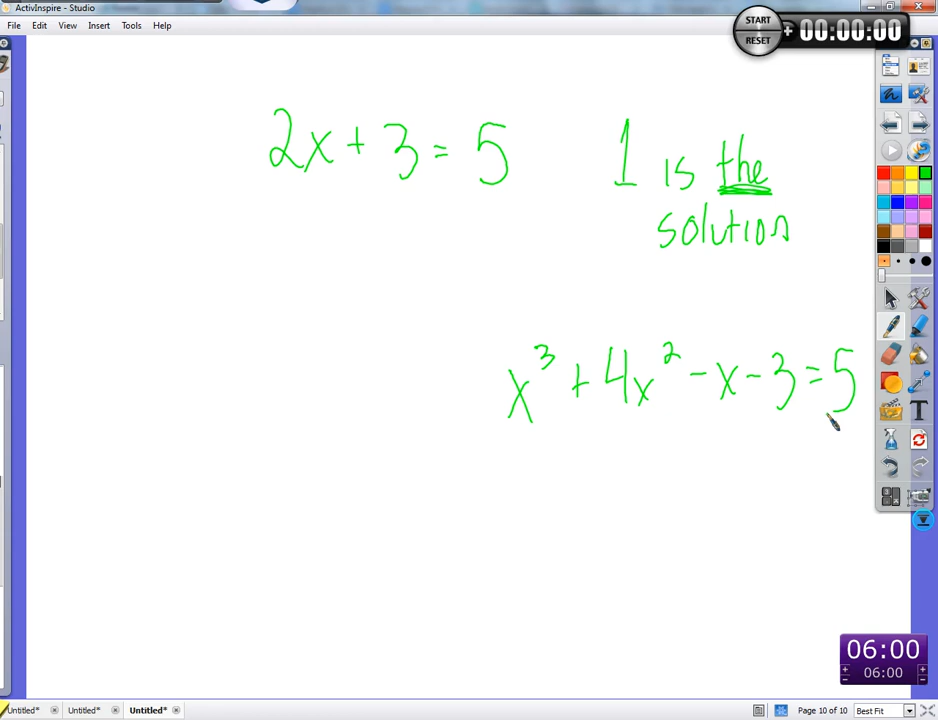 ActivInspire - Studio
File Edit View Insert Tools Help
START
RESET
+ 00:00:00
2x + 3 = 5
1 is the
solution
x³ + 4x² - x - 3 = 5
T
06:00
06:00
Untitled* Untitled* Untitled*
Page 10 of 10 Best Fit